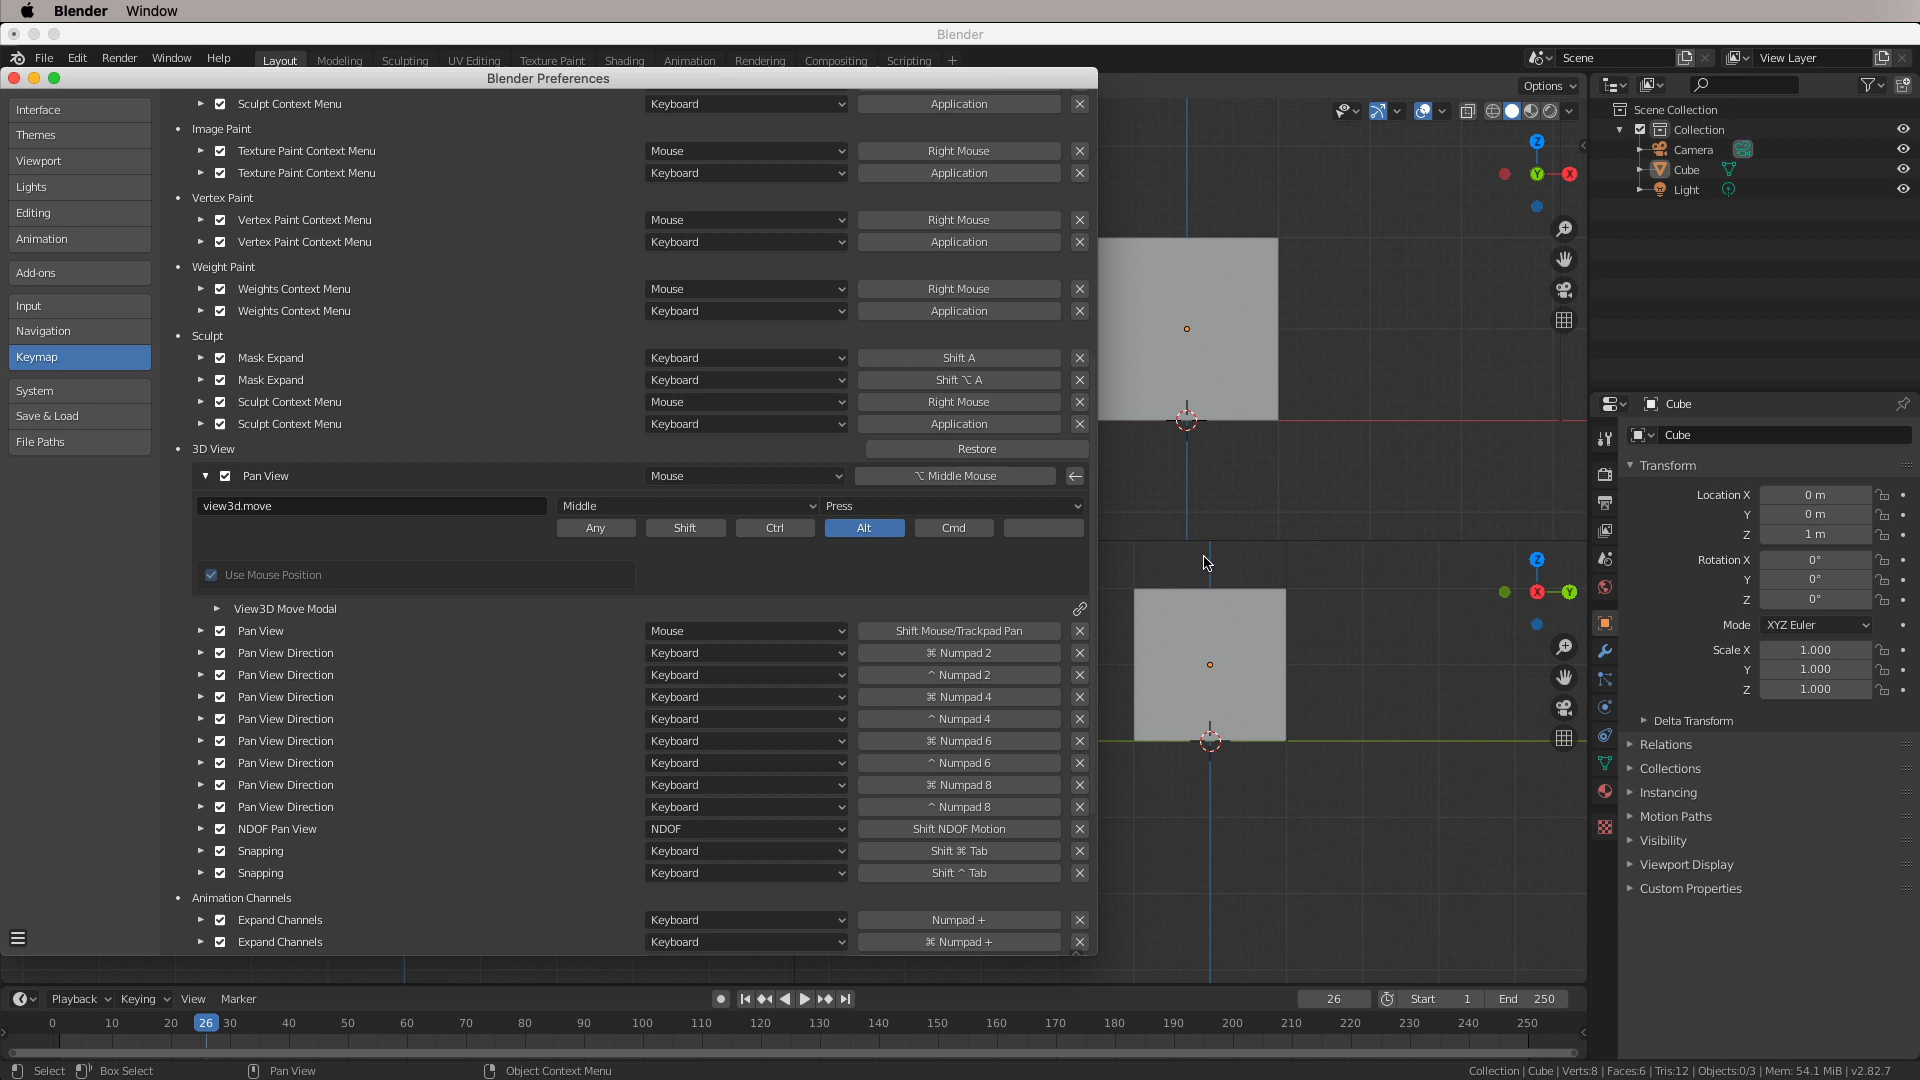 Blender Window
Blender
File Edit Render Window Help Layout Modeling Sculpting UV Editing Texture Paint Shading Animation Rendering Compositing Scripting + Scene View Layer
Blender Preferences
Options
Interface
Themes
Viewport
Lights
Editing
Animation
Add-ons
Input
Navigation
Keymap
System
Save & Load
File Paths
Sculpt Context Menu Keyboard Application
Image Paint
Texture Paint Context Menu Mouse Right Mouse
Texture Paint Context Menu Keyboard Application
Vertex Paint
Vertex Paint Context Menu Mouse Right Mouse
Vertex Paint Context Menu Keyboard Application
Weight Paint
Weights Context Menu Mouse Right Mouse
Weights Context Menu Keyboard Application
Sculpt
Mask Expand Keyboard Shift A
Mask Expand Keyboard Shift ⌥ A
Sculpt Context Menu Mouse Right Mouse
Sculpt Context Menu Keyboard Application
3D View Restore
Pan View Mouse ⌥ Middle Mouse
view3d.move Middle Press
Any Shift Ctrl Alt Cmd
Use Mouse Position
View3D Move Modal
Pan View Mouse Shift Mouse/Trackpad Pan
Pan View Direction Keyboard ⌘ Numpad 2
Pan View Direction Keyboard ^ Numpad 2
Pan View Direction Keyboard ⌘ Numpad 4
Pan View Direction Keyboard ^ Numpad 4
Pan View Direction Keyboard ⌘ Numpad 6
Pan View Direction Keyboard ^ Numpad 6
Pan View Direction Keyboard ⌘ Numpad 8
Pan View Direction Keyboard ^ Numpad 8
NDOF Pan View NDOF Shift NDOF Motion
Snapping Keyboard Shift ⌘ Tab
Snapping Keyboard Shift ^ Tab
Animation Channels
Expand Channels Keyboard Numpad +
Expand Channels Keyboard ⌘ Numpad +
Z
Y X
Z
X Y
Scene Collection
Collection
Camera
Cube
Light
Cube
Cube
Transform
Location X 0 m
Y 0 m
Z 1 m
Rotation X 0°
Y 0°
Z 0°
Mode XYZ Euler
Scale X 1.000
Y 1.000
Z 1.000
Delta Transform
Relations
Collections
Instancing
Motion Paths
Visibility
Viewport Display
Custom Properties
Playback Keying View Marker 26 Start 1 End 250
0 10 20 26 30 40 50 60 70 80 90 100 110 120 130 140 150 160 170 180 190 200 210 220 230 240 250
Select Box Select Pan View Object Context Menu Collection | Cube | Verts:8 | Faces:6 | Tris:12 | Objects:0/3 | Mem: 54.1 MiB | v2.82.7